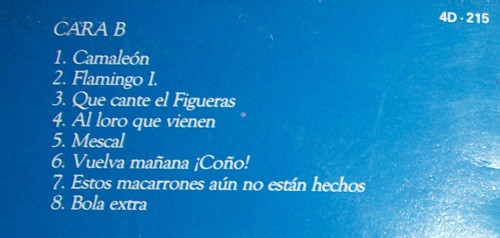 CARA B
4D - 215
1. Camaleón
2. Flamingo I.
3. Que cante el Figueras
4. Al loro que vienen
5. Mescal
6. Vuelva mañana ¡Coño!
7. Estos macarrones aún no están hechos
8. Bola extra